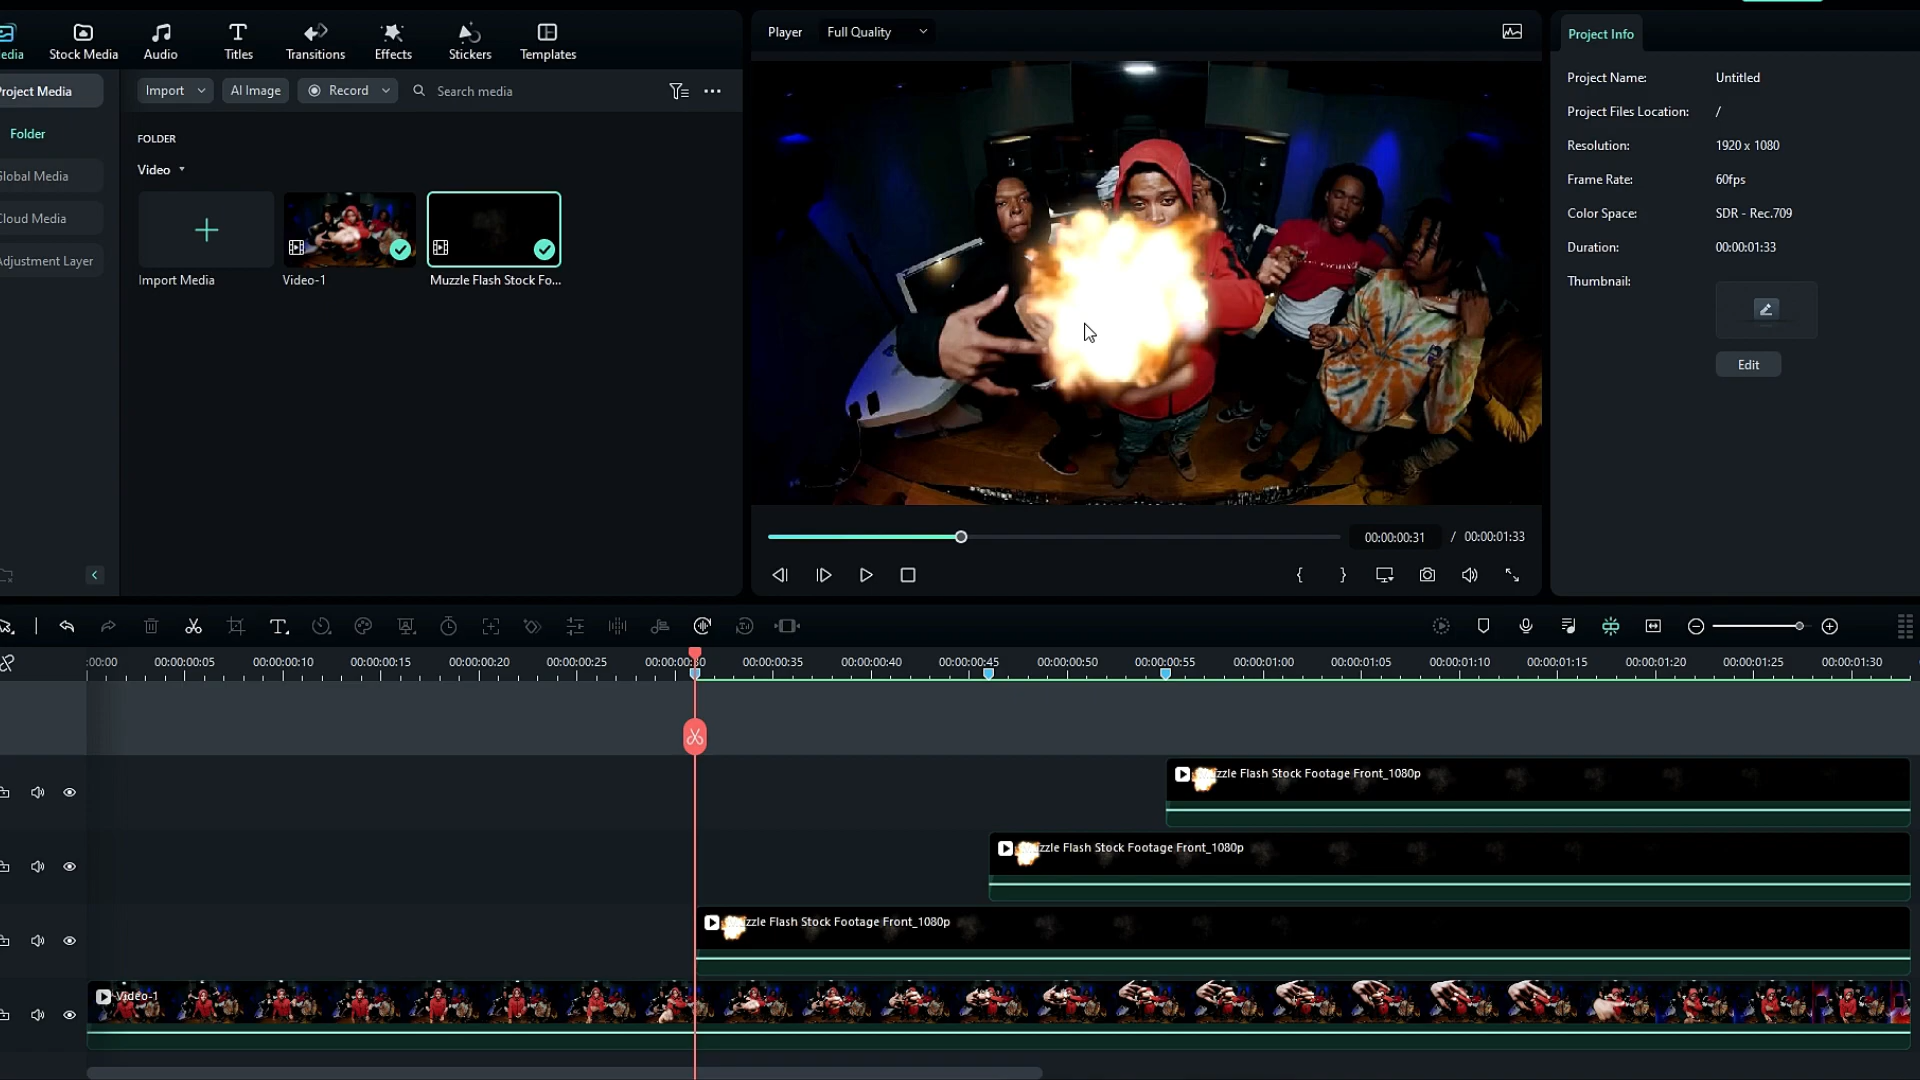 edia
Stock Media
Audio
Titles
Transitions
Effects
Stickers
Templates
Project Media
Import
AI Image
Record
Search media
Folder
Global Media
Cloud Media
Adjustment Layer
FOLDER
Video
Import Media
Video-1
Muzzle Flash Stock Fo...
Player
Full Quality
00:00:00:31 / 00:00:01:33
Project Info
Project Name: Untitled
Project Files Location: /
Resolution: 1920 x 1080
Frame Rate: 60fps
Color Space: SDR - Rec.709
Duration: 00:00:01:33
Thumbnail:
Edit
:00:00 00:00:00:05 00:00:00:10 00:00:00:15 00:00:00:20 00:00:00:25 00:00:00:30 00:00:00:35 00:00:00:40 00:00:00:45 00:00:00:50 00:00:00:55 00:00:01:00 00:00:01:05 00:00:01:10 00:00:01:15 00:00:01:20 00:00:01:25 00:00:01:30
zzle Flash Stock Footage Front_1080p
zzle Flash Stock Footage Front_1080p
zzle Flash Stock Footage Front_1080p
Video-1